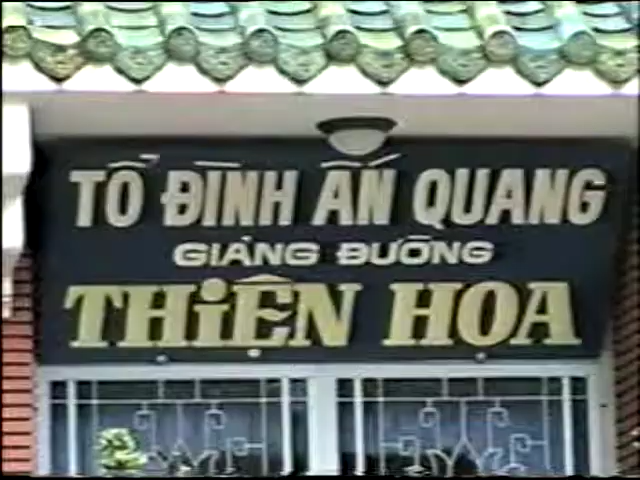 TỔ ĐÌNH ẤN QUANG
GIẢNG ĐƯỜNG
THiỆN HOA